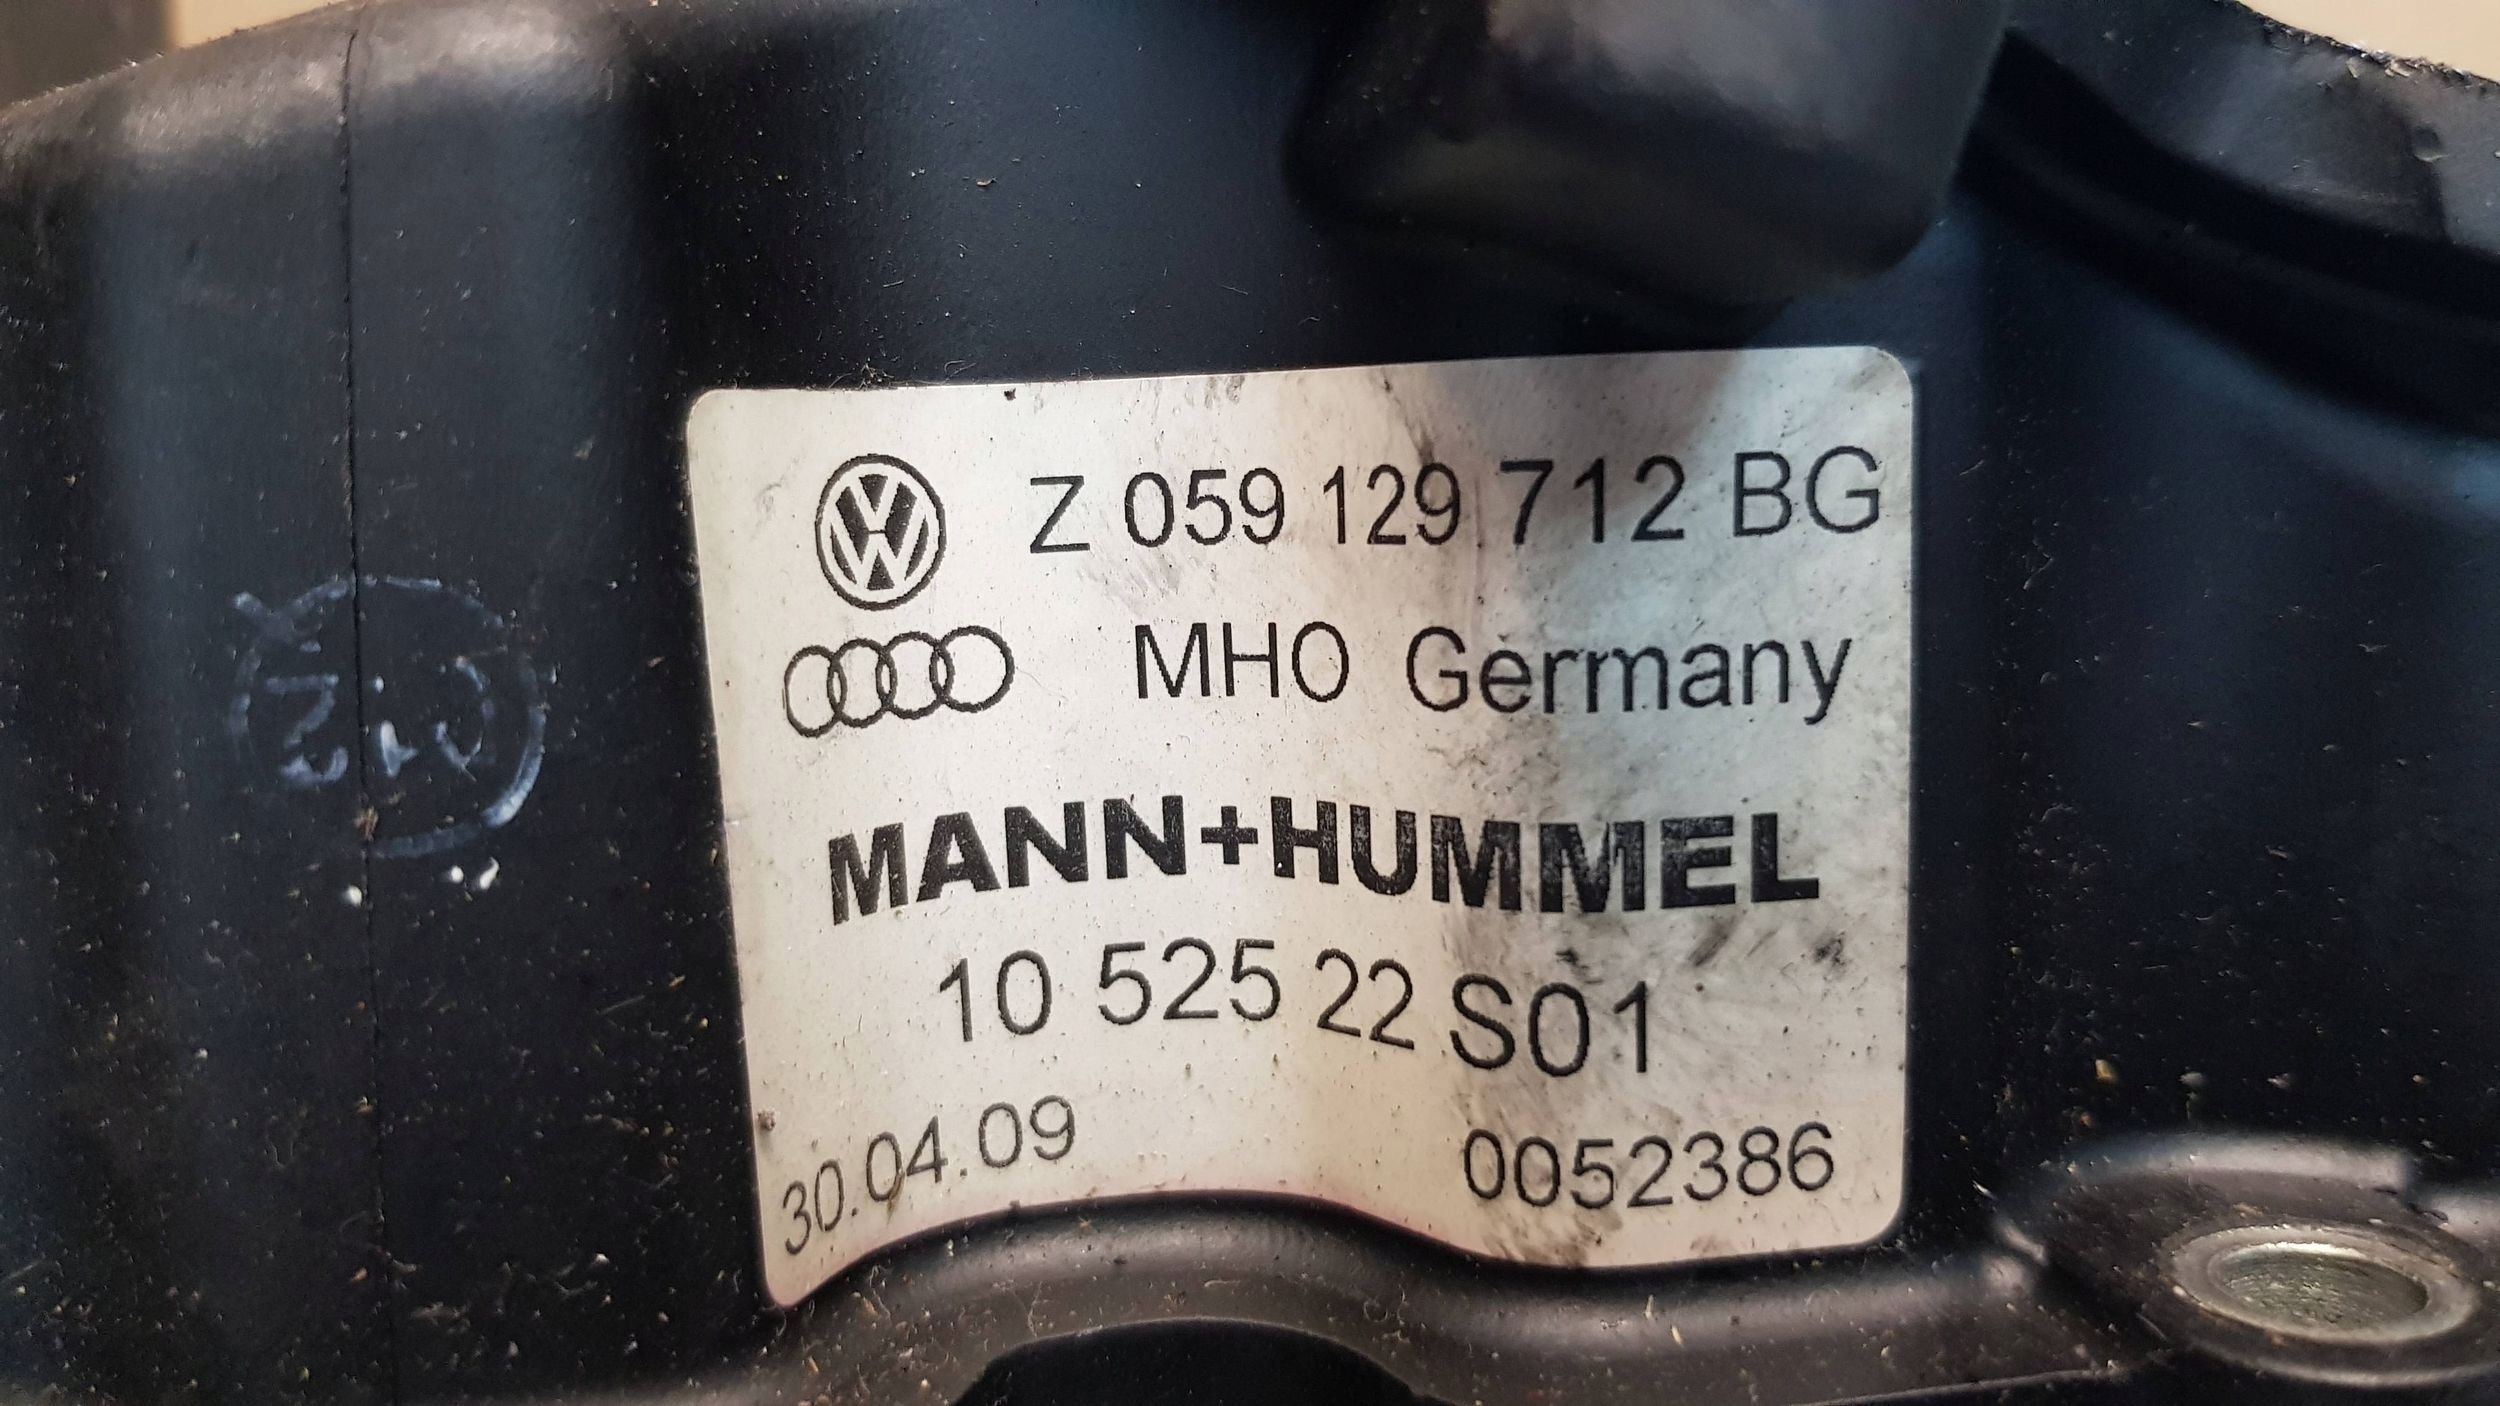 Z 059 129 712 BG
MHO Germany
MANN+HUMMEL
10 525 22 S01
30.04.09 0052386